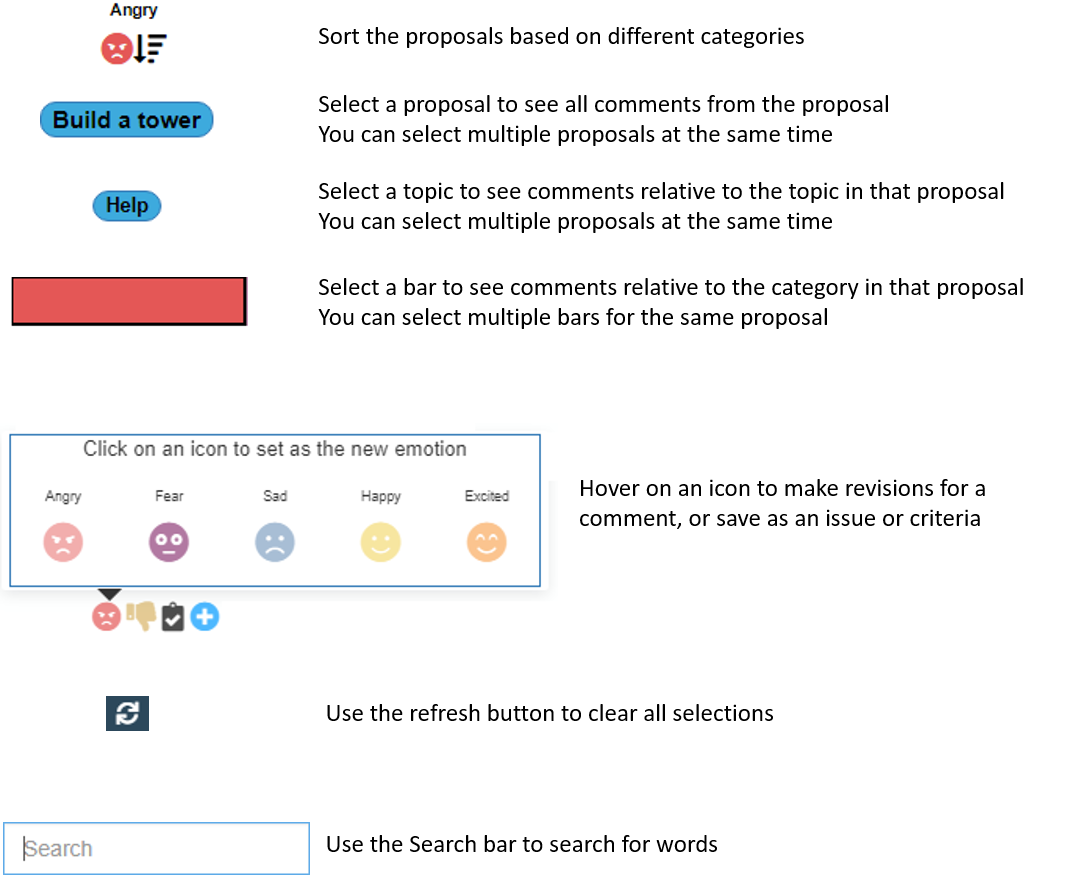 Angry
Sort the proposals based on different categories
Build a tower
Select a proposal to see all comments from the proposal
You can select multiple proposals at the same time
Help
Select a topic to see comments relative to the topic in that proposal
You can select multiple proposals at the same time
Select a bar to see comments relative to the category in that proposal
You can select multiple bars for the same proposal
Click on an icon to set as the new emotion
Angry Fear Sad Happy Excited
Hover on an icon to make revisions for a
comment, or save as an issue or criteria
Use the refresh button to clear all selections
Search
Use the Search bar to search for words